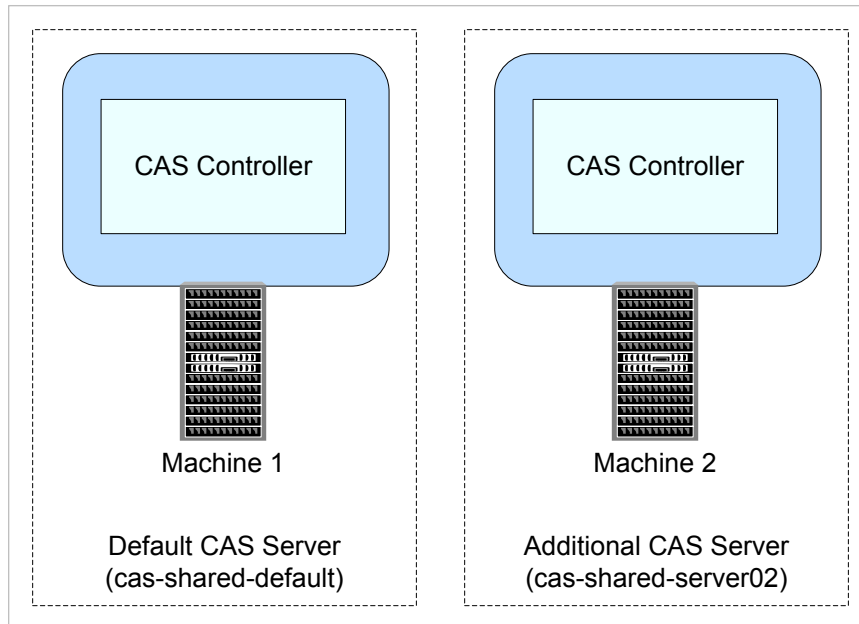 CAS Controller
Machine 1
Default CAS Server
(cas-shared-default)
CAS Controller
Machine 2
Additional CAS Server
(cas-shared-server02)